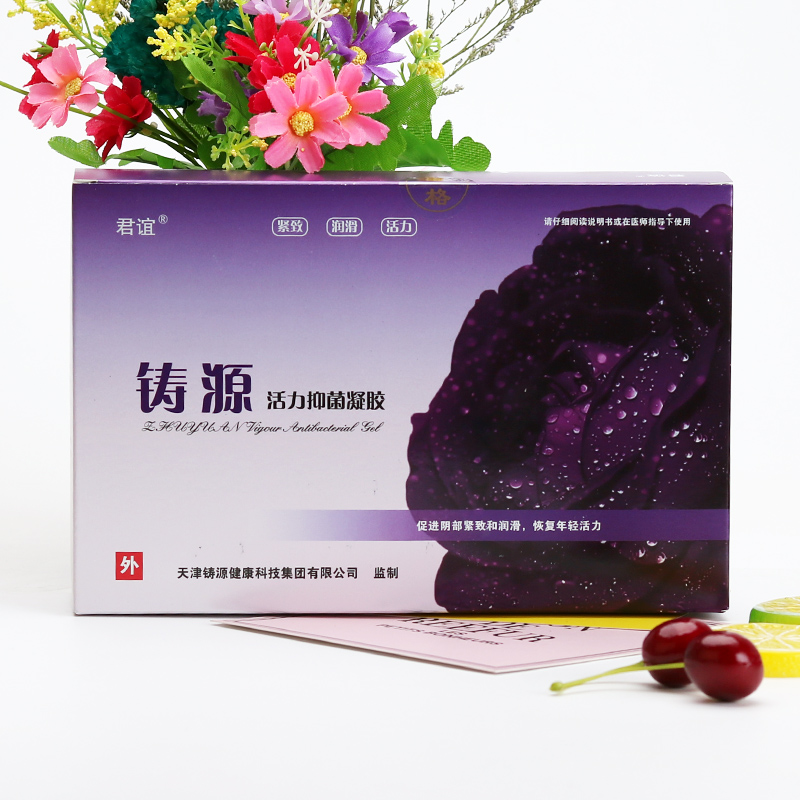 格
君谊®
紧致 润滑 活力
请仔细阅读说明书或在医师指导下使用
铸源 活力抑菌凝胶
ZHUYUAN Vigour Antibacterial Gel
促进阴部紧致和润滑，恢复年轻活力
外
天津铸源健康科技集团有限公司 监制